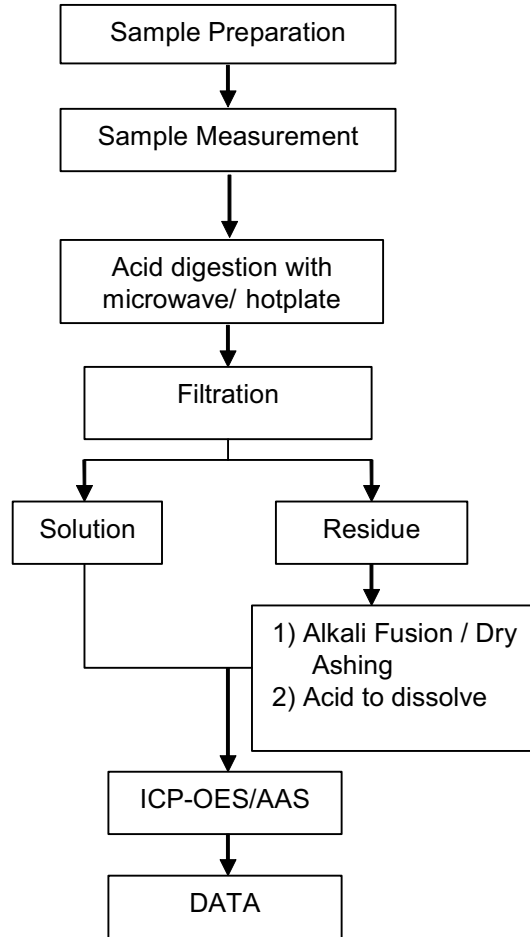 Sample Preparation
Sample Measurement
Acid digestion with
microwave/ hotplate
Filtration
Solution
Residue
1) Alkali Fusion / Dry
Ashing
2) Acid to dissolve
ICP-OES/AAS
DATA